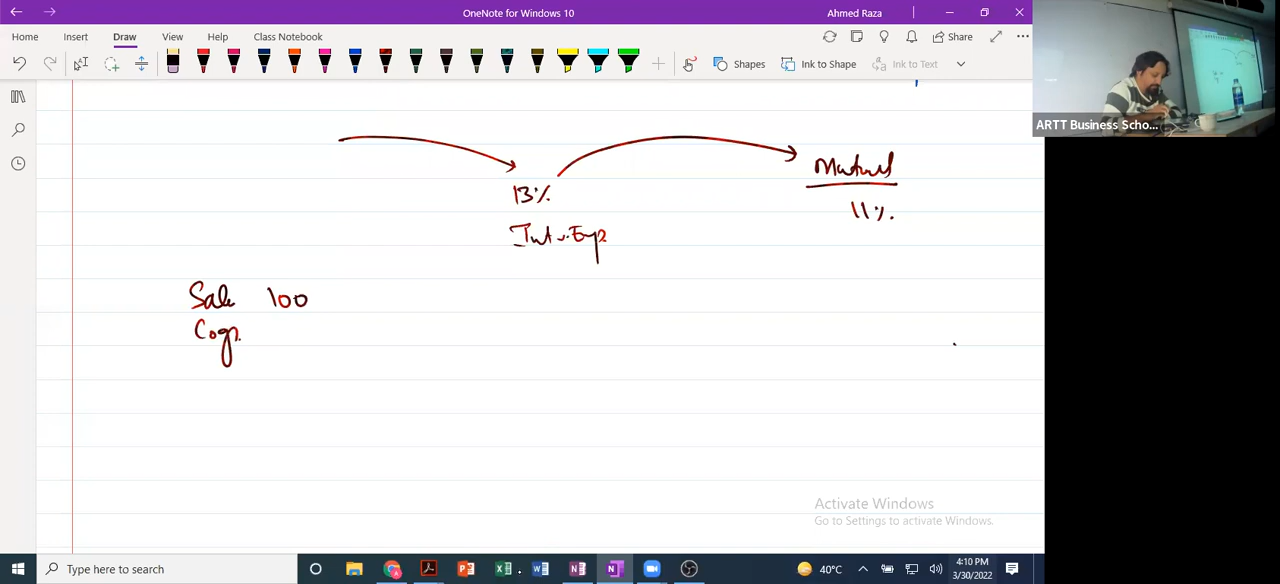 OneNote for Windows 10
Ahmed Raza
Home Insert Draw View Help Class Notebook
Share
Shapes Ink to Shape Ink to Text
ARTT Business Scho...
13%
Int. Exp
Mutual
11%
Sale 100
Cogs
Activate Windows
Go to Settings to activate Windows.
Type here to search
40°C
4:10 PM
3/30/2022